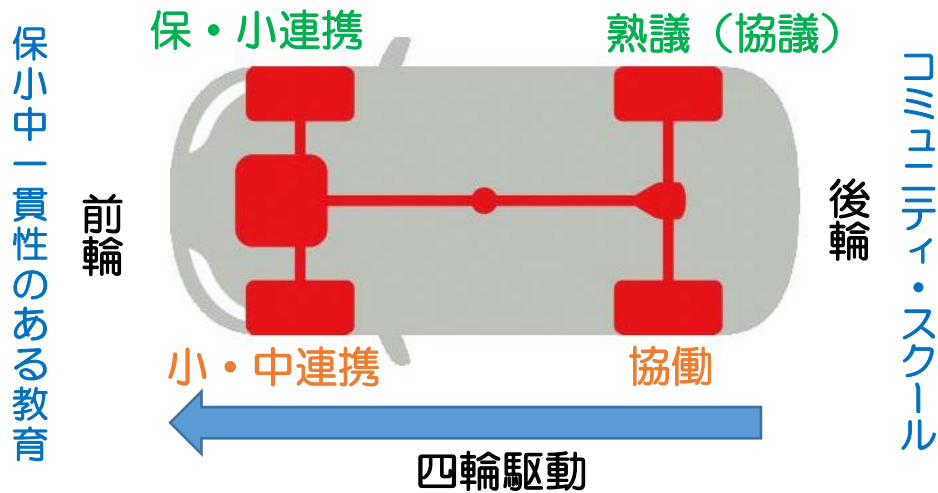 保・小連携
熟議（協議）
保小中一貫性のある教育
前輪
後輪
コミュニティ・スクール
小・中連携
協働
四輪駆動